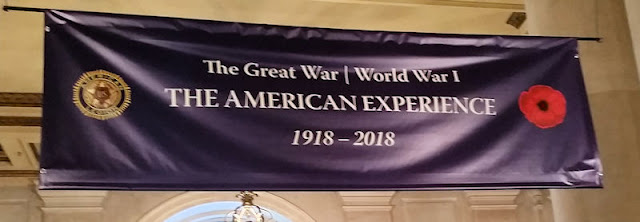 The Great War | World War I
THE AMERICAN EXPERIENCE
1918 – 2018